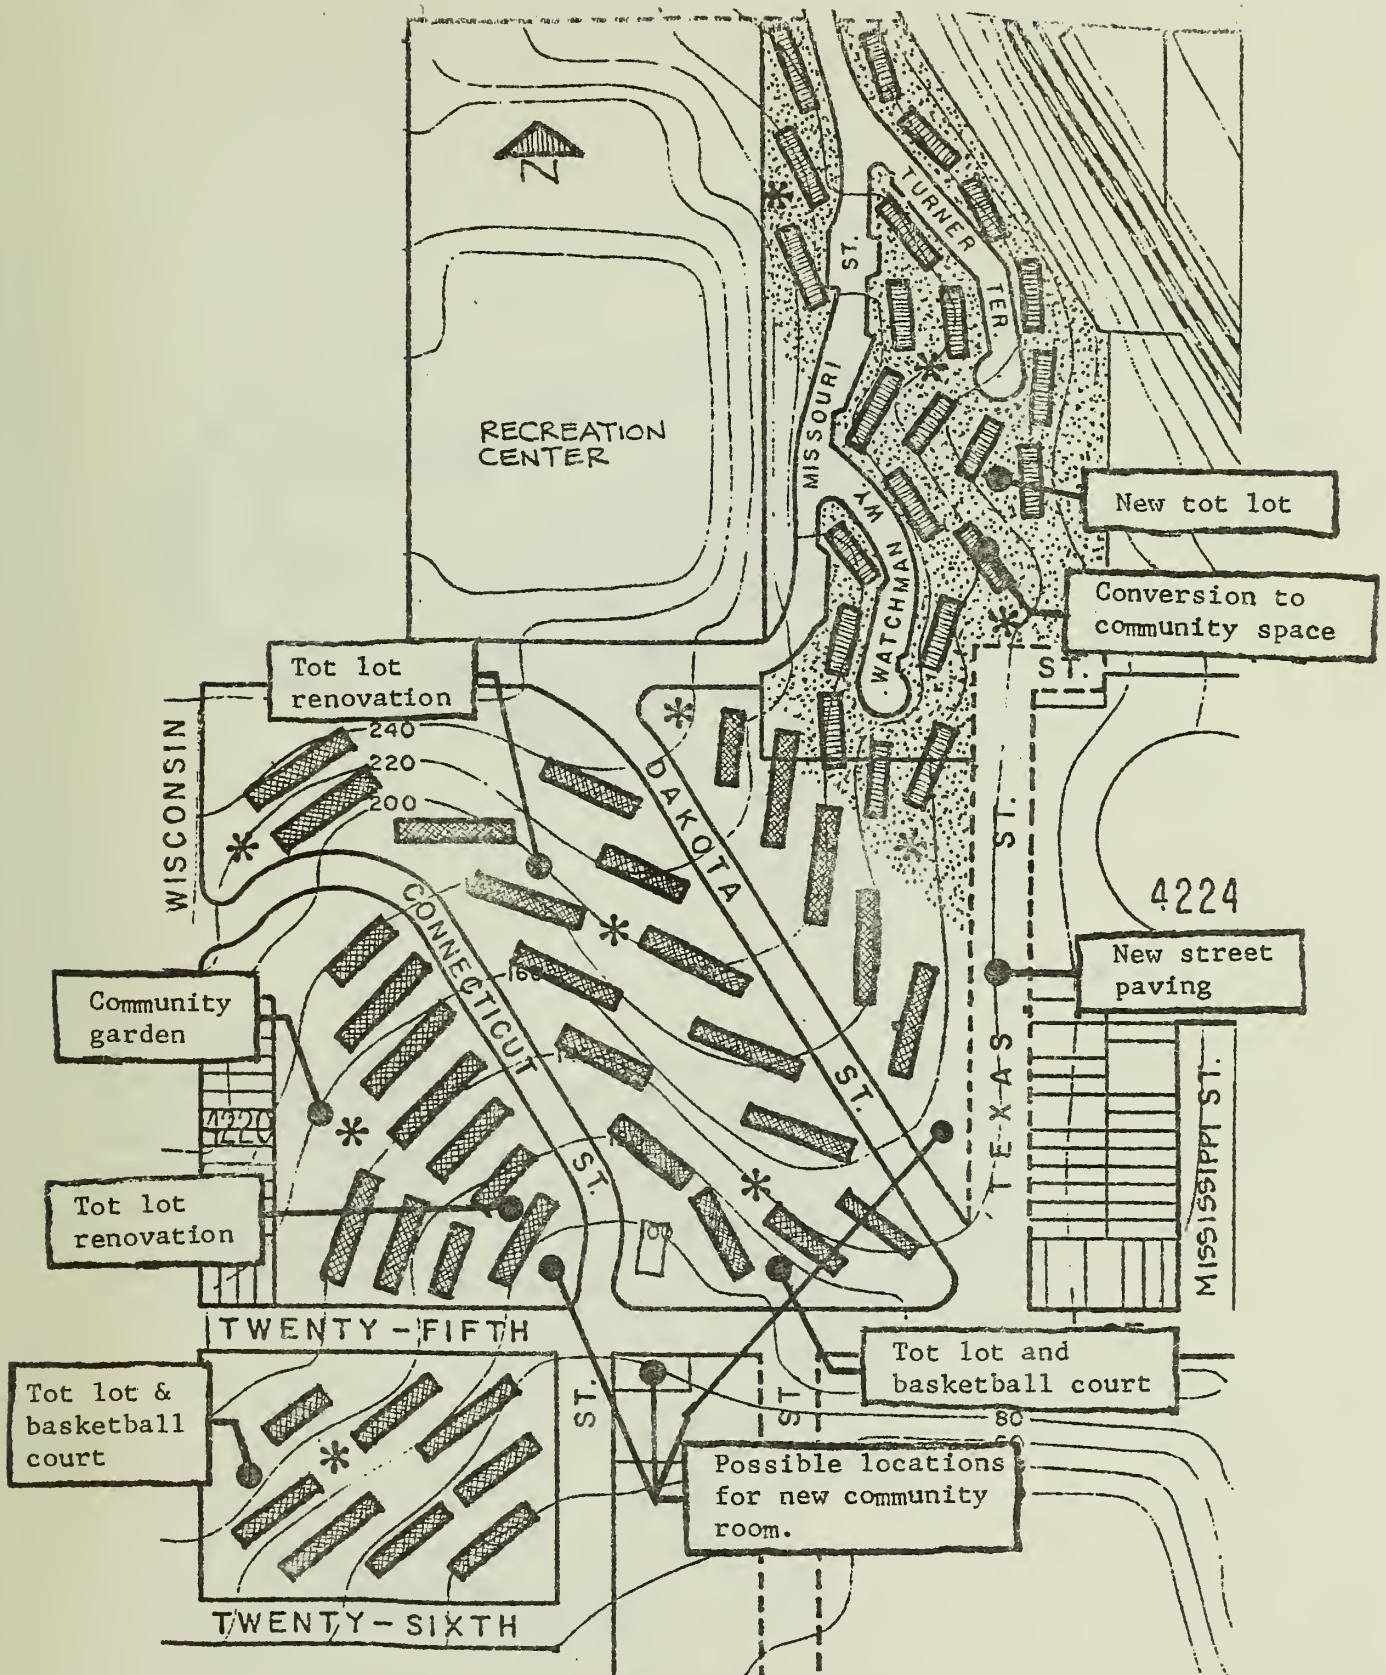 N
TURNER
TER.
ST.
MISSOURI
RECREATION
CENTER
New tot lot
WY
WATCHMAN
Conversion to
community space
ST.
Tot lot
renovation
240
220
200
WISCONSIN
DAKOTA
ST.
ST.
4224
CONNECTICUT
New street
paving
160
Community
garden
TEXAS
MISSISSIPPI ST.
4220
ST.
Tot lot
renovation
TWENTY-FIFTH
Tot lot and
basketball court
Tot lot &
basketball
court
ST.
ST
80
60
Possible locations
for new community
room.
TWENTY-SIXTH